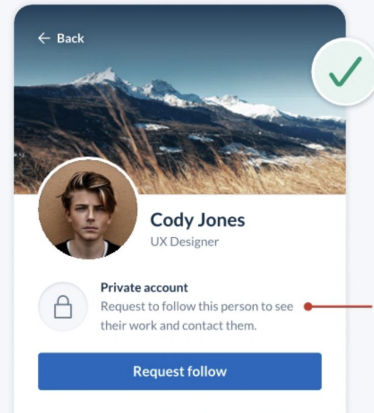 Back
Cody Jones
UX Designer
Private account
Request to follow this person to see
their work and contact them.
Request follow